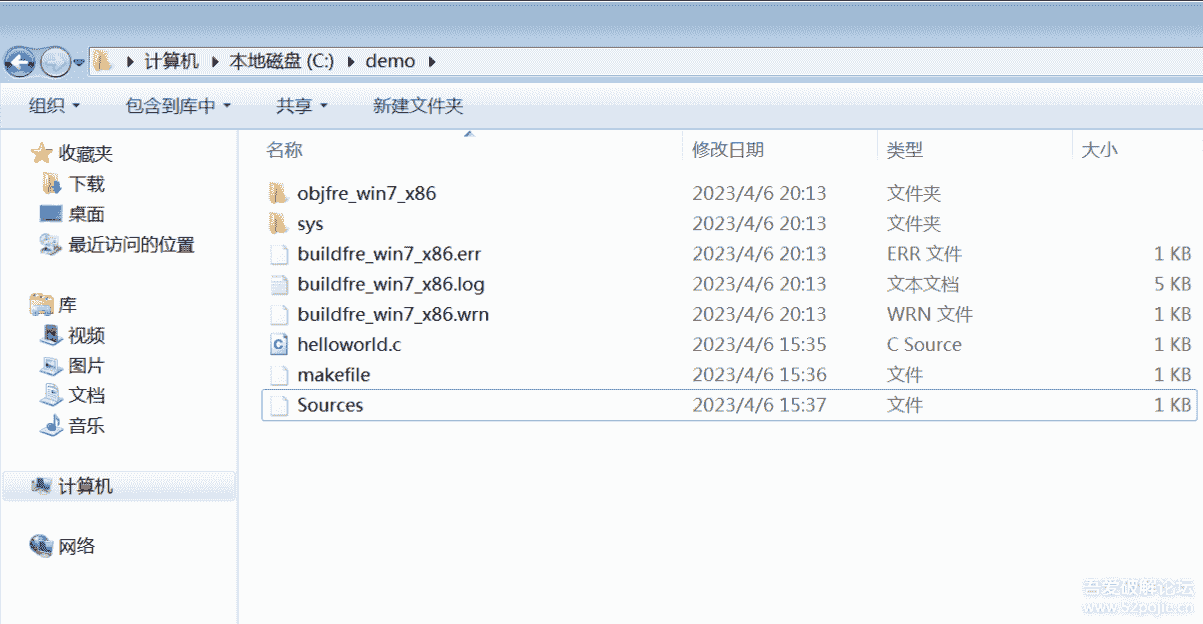 计算机 本地磁盘 (C:) demo
组织 包含到库中 共享 新建文件夹
收藏夹
下载
桌面
最近访问的位置
库
视频
图片
文档
音乐
计算机
网络
名称 修改日期 类型 大小
objfre_win7_x86 2023/4/6 20:13 文件夹
sys 2023/4/6 20:13 文件夹
buildfre_win7_x86.err 2023/4/6 20:13 ERR 文件 1 KB
buildfre_win7_x86.log 2023/4/6 20:13 文本文档 5 KB
buildfre_win7_x86.wrn 2023/4/6 20:13 WRN 文件 1 KB
helloworld.c 2023/4/6 15:35 C Source 1 KB
makefile 2023/4/6 15:36 文件 1 KB
Sources 2023/4/6 15:37 文件 1 KB
吾爱破解论坛
www.52pojie.cn